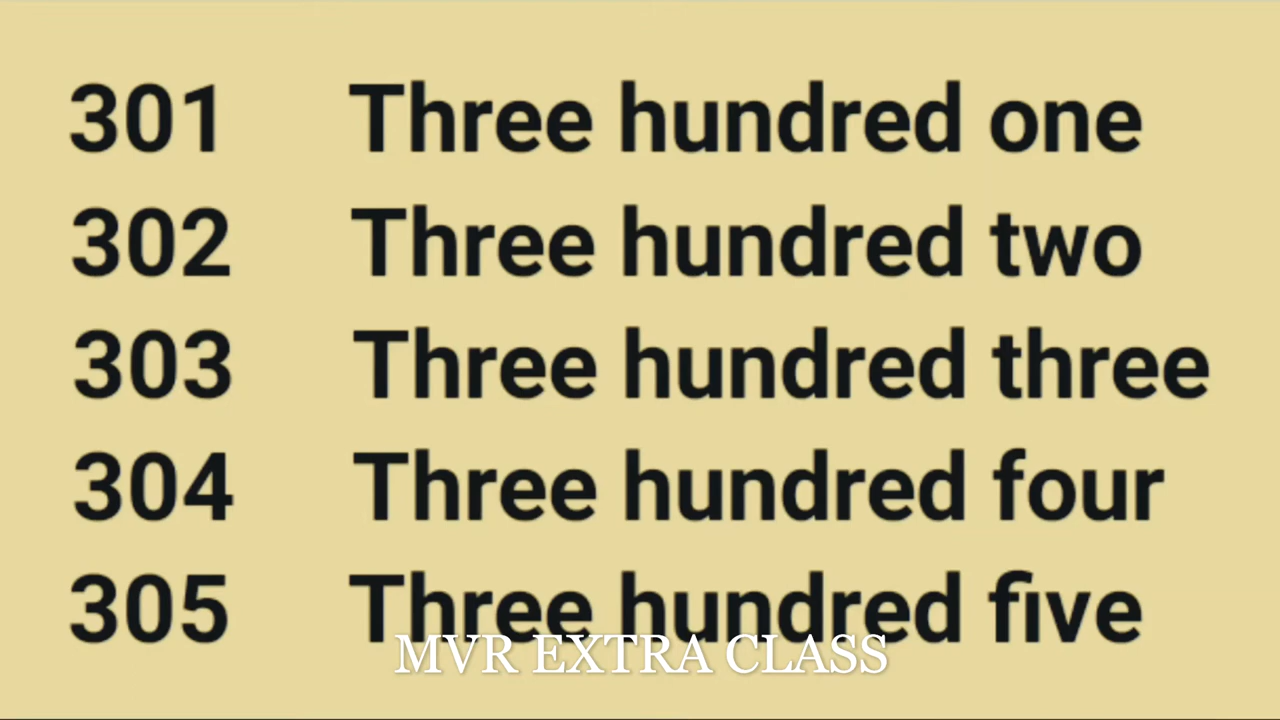 301 Three hundred one
302 Three hundred two
303 Three hundred three
304 Three hundred four
305 Three hundred five
MVR EXTRA CLASS